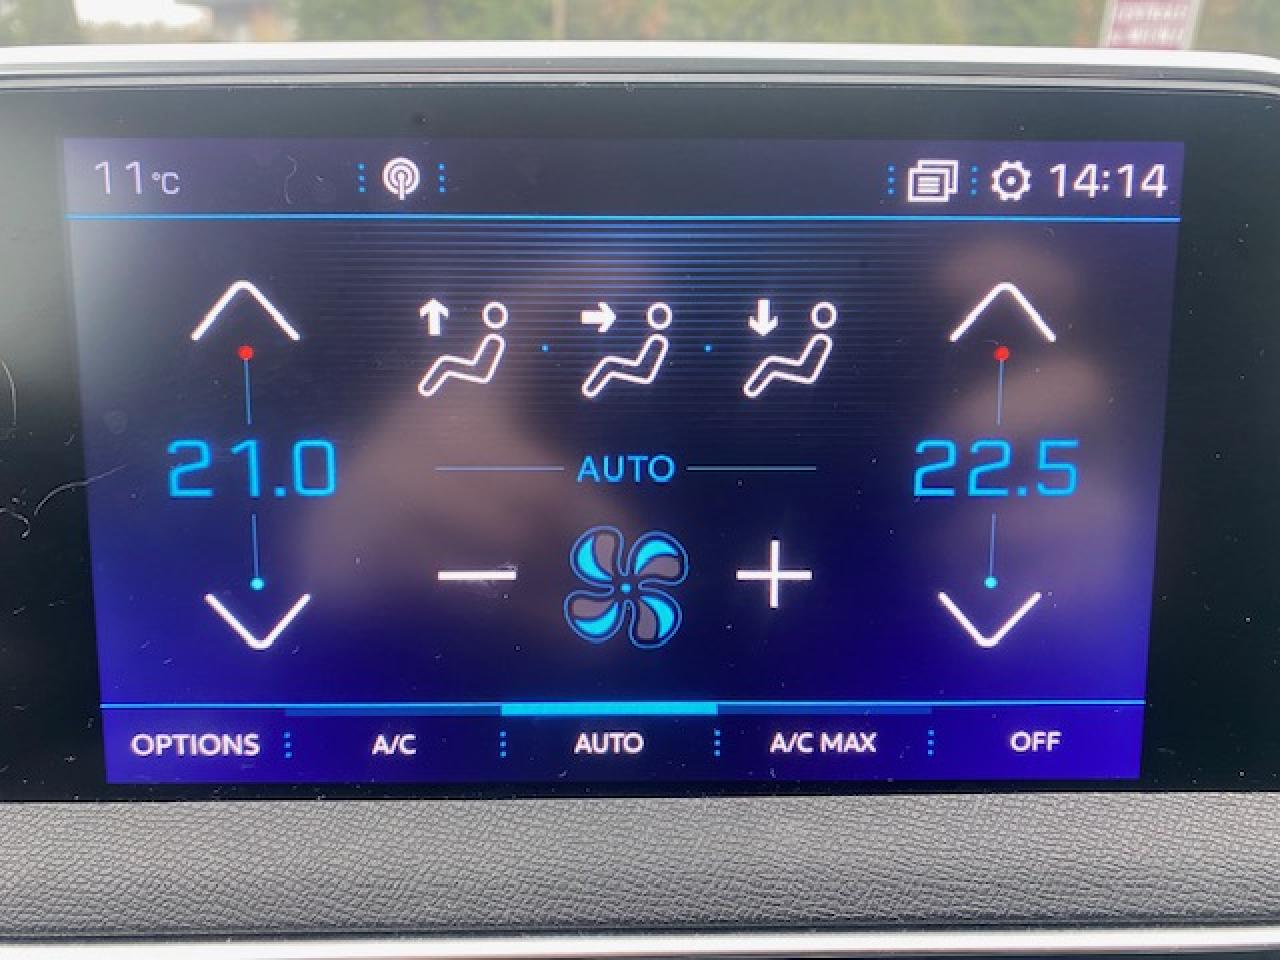 11°C
14:14
21.0
AUTO
22.5
OPTIONS
A/C
AUTO
A/C MAX
OFF